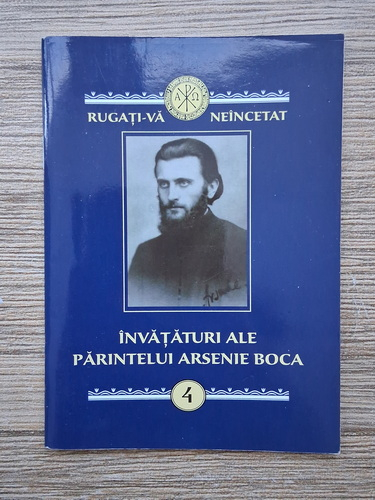 Α Ω
RUGAȚI-VĂ NEÎNCETAT
ÎNVĂȚĂTURI ALE
PĂRINTELUI ARSENIE BOCA
4